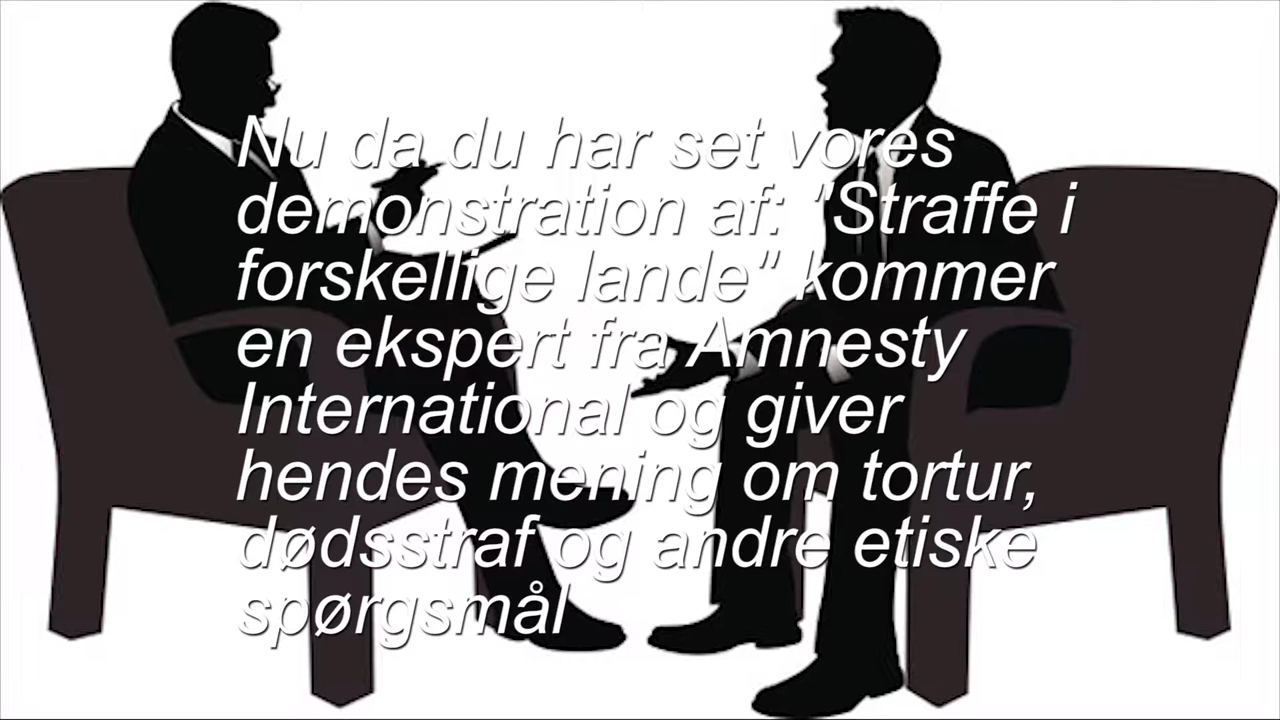 Nu da du har set vores
demonstration af: "Straffe i
forskellige lande" kommer
en ekspert fra Amnesty
International og giver
hendes mening om tortur,
dødsstraf og andre etiske
spørgsmål